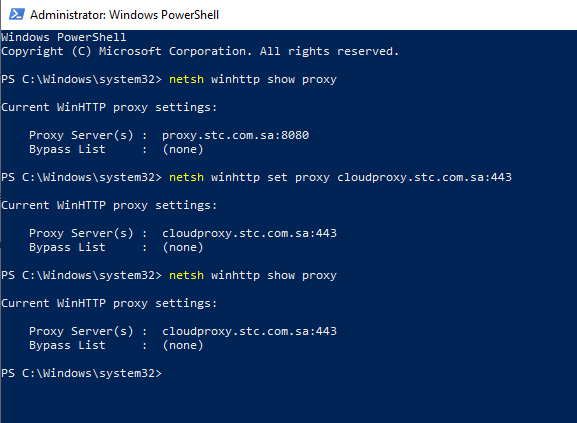 Administrator: Windows PowerShell
Windows PowerShell
Copyright (C) Microsoft Corporation. All rights reserved.
PS C:\Windows\system32> netsh winhttp show proxy
Current WinHTTP proxy settings:
Proxy Server(s) :  proxy.stc.com.sa:8080
Bypass List     :  (none)
PS C:\Windows\system32> netsh winhttp set proxy cloudproxy.stc.com.sa:443
Current WinHTTP proxy settings:
Proxy Server(s) :  cloudproxy.stc.com.sa:443
Bypass List     :  (none)
PS C:\Windows\system32> netsh winhttp show proxy
Current WinHTTP proxy settings:
Proxy Server(s) :  cloudproxy.stc.com.sa:443
Bypass List     :  (none)
PS C:\Windows\system32>